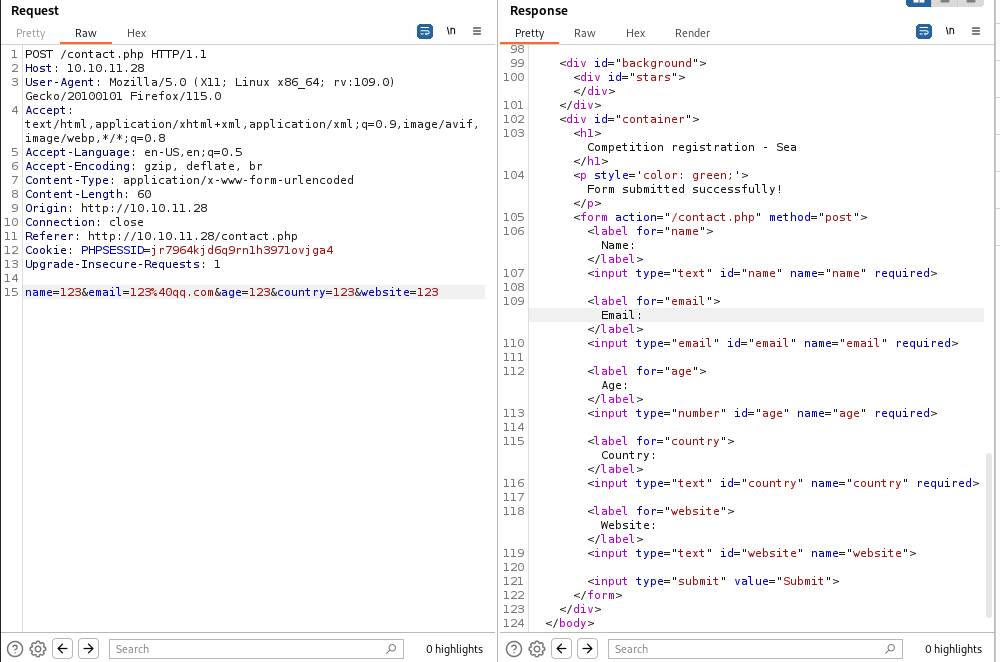 Request
Pretty Raw Hex
\n
1 POST /contact.php HTTP/1.1
2 Host: 10.10.11.28
3 User-Agent: Mozilla/5.0 (X11; Linux x86_64; rv:109.0)
Gecko/20100101 Firefox/115.0
4 Accept:
text/html,application/xhtml+xml,application/xml;q=0.9,image/avif,
image/webp,*/*;q=0.8
5 Accept-Language: en-US,en;q=0.5
6 Accept-Encoding: gzip, deflate, br
7 Content-Type: application/x-www-form-urlencoded
8 Content-Length: 60
9 Origin: http://10.10.11.28
10 Connection: close
11 Referer: http://10.10.11.28/contact.php
12 Cookie: PHPSESSID=jr7964kjd6q9rn1h3971ovjga4
13 Upgrade-Insecure-Requests: 1
14
15 name=123&email=123%40qq.com&age=123&country=123&website=123
Search
0 highlights
Response
Pretty Raw Hex Render
\n
98
99 <div id="background">
100 <div id="stars">
</div>
101 </div>
102 <div id="container">
103 <h1>
Competition registration - Sea
</h1>
104 <p style='color: green;'>
Form submitted successfully!
</p>
105 <form action="/contact.php" method="post">
106 <label for="name">
Name:
</label>
107 <input type="text" id="name" name="name" required>
108
109 <label for="email">
Email:
</label>
110 <input type="email" id="email" name="email" required>
111
112 <label for="age">
Age:
</label>
113 <input type="number" id="age" name="age" required>
114
115 <label for="country">
Country:
</label>
116 <input type="text" id="country" name="country" required>
117
118 <label for="website">
Website:
</label>
119 <input type="text" id="website" name="website">
120
121 <input type="submit" value="Submit">
122 </form>
123 </div>
124 </body>
Search
0 highlights